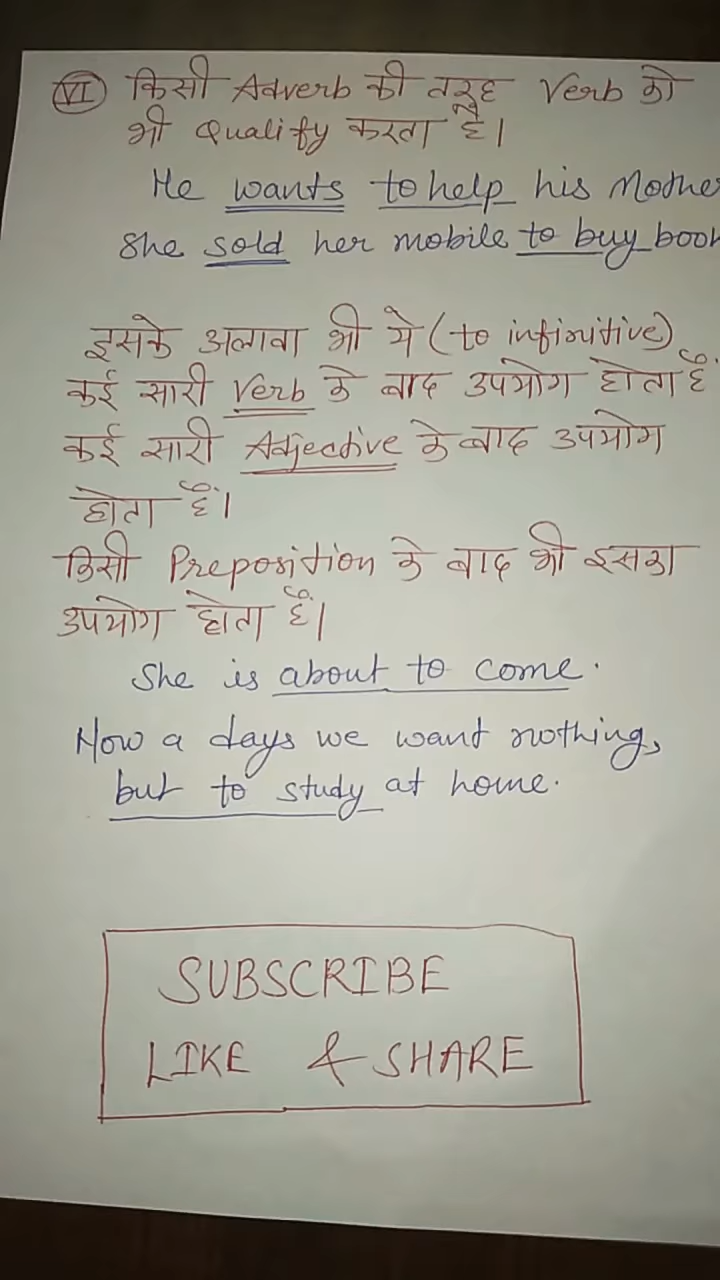 VI किसी Adverb की तरह Verb को
भी Qualify करता है।
He wants to help his Mothe
She sold her mobile to buy book
इसके अलावा भी ये (to infinitive)
कई सारी Verb के बाद उपयोग होता हैं
कई सारी Adjective के बाद उपयोग
होता हैं।
किसी Preposition के बाद भी इसका
उपयोग होता हैं।
She is about to come.
Now a days we want nothing,
but to study at home.
SUBSCRIBE
LIKE & SHARE